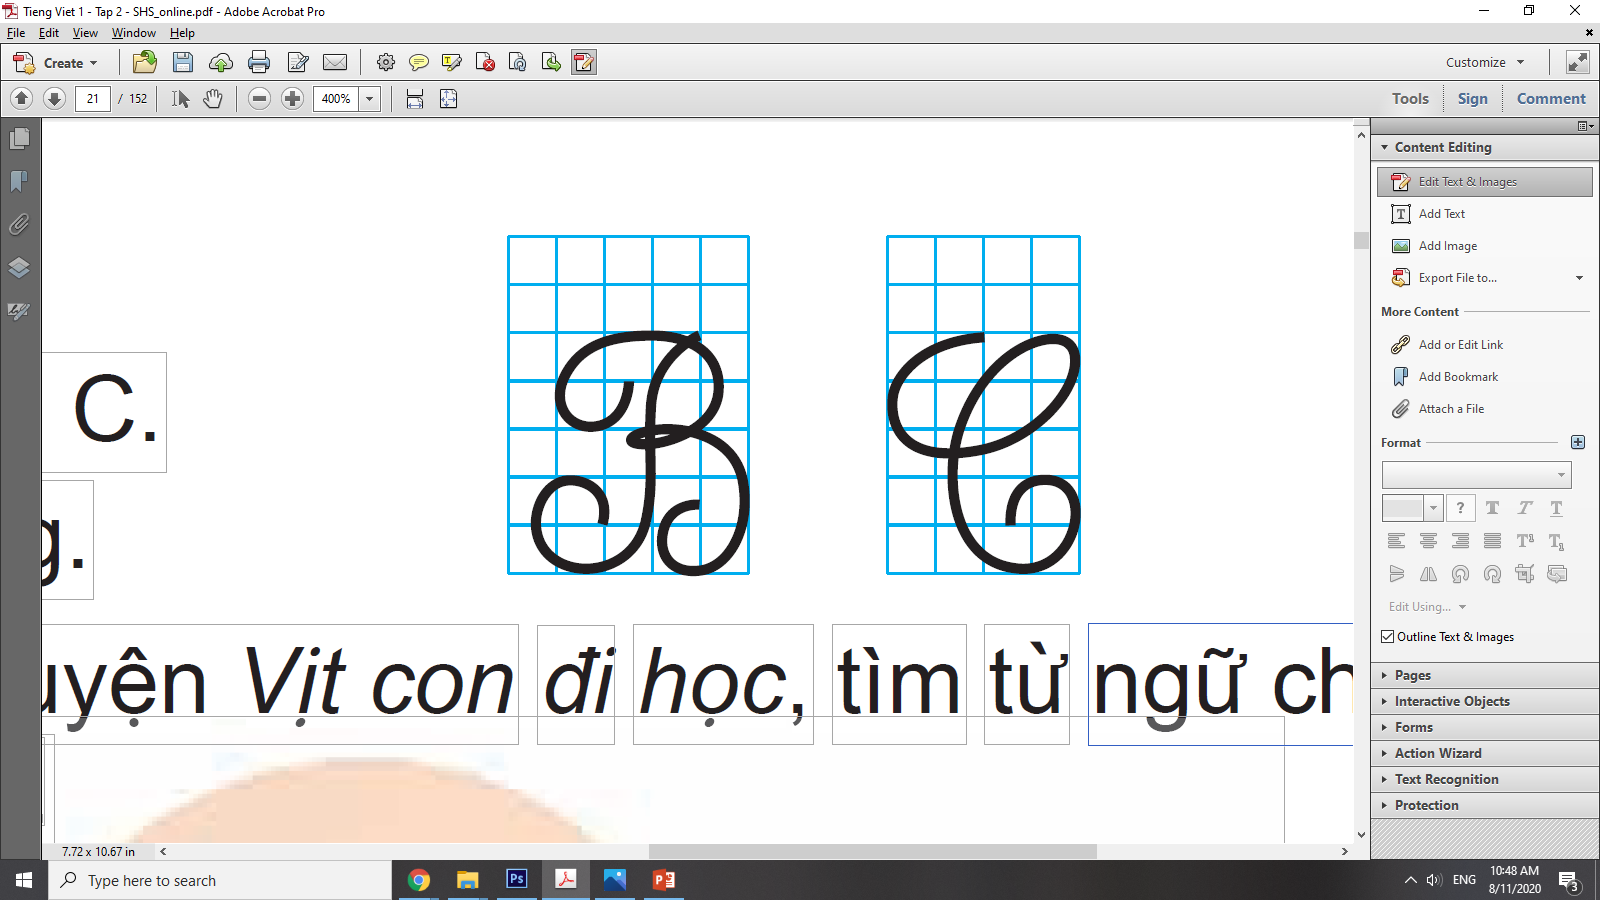 Tieng Viet 1 - Tap 2 - SHS_online.pdf - Adobe Acrobat Pro
File Edit View Window Help
Create
Customize
21 / 152
400%
Tools Sign Comment
Content Editing
Edit Text & Images
Add Text
Add Image
Export File to...
More Content
Add or Edit Link
Add Bookmark
Attach a File
Format
Edit Using...
Outline Text & Images
Pages
Interactive Objects
Forms
Action Wizard
Text Recognition
Protection
B C
C.
g.
uyện Vịt con đi học, tìm từ ngữ ch
7.72 x 10.67 in
Type here to search
ENG
10:48 AM
8/11/2020
3